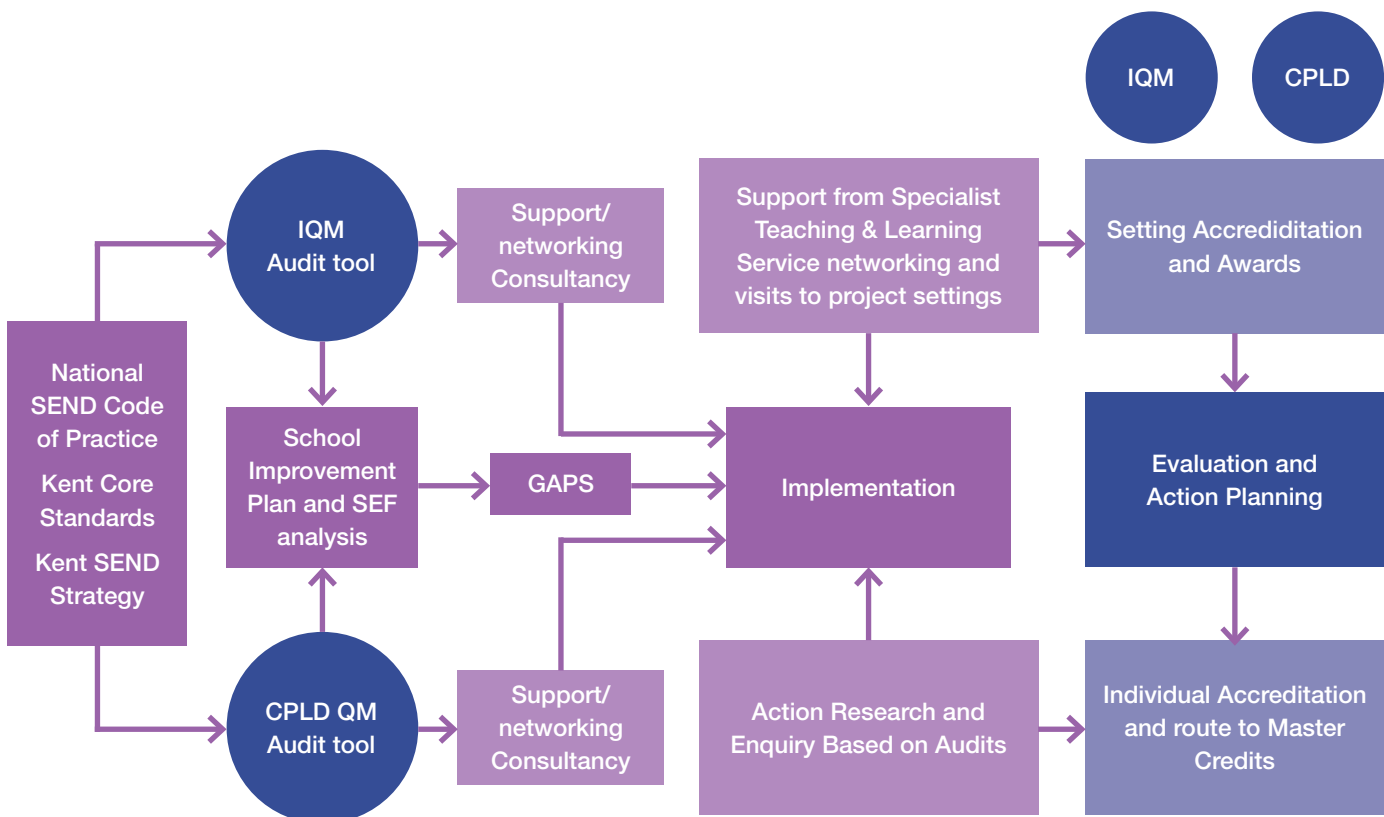 IQM
CPLD
IQM
Audit tool
Support/
networking
Consultancy
Support from Specialist
Teaching & Learning
Service networking and
visits to project settings
Setting Accrediditation
and Awards
National
SEND Code
of Practice
Kent Core
Standards
Kent SEND
Strategy
School
Improvement
Plan and SEF
analysis
GAPS
Implementation
Evaluation and
Action Planning
CPLD QM
Audit tool
Support/
networking
Consultancy
Action Research and
Enquiry Based on Audits
Individual Accreditation
and route to Master
Credits